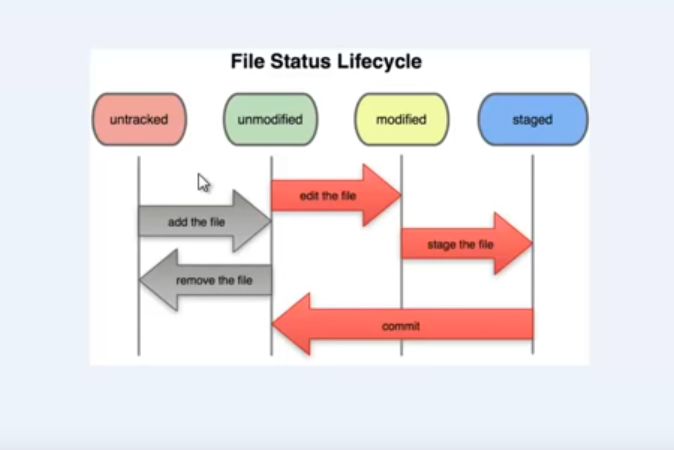 File Status Lifecycle
untracked
unmodified
modified
staged
edit the file
add the file
stage the file
remove the file
commit